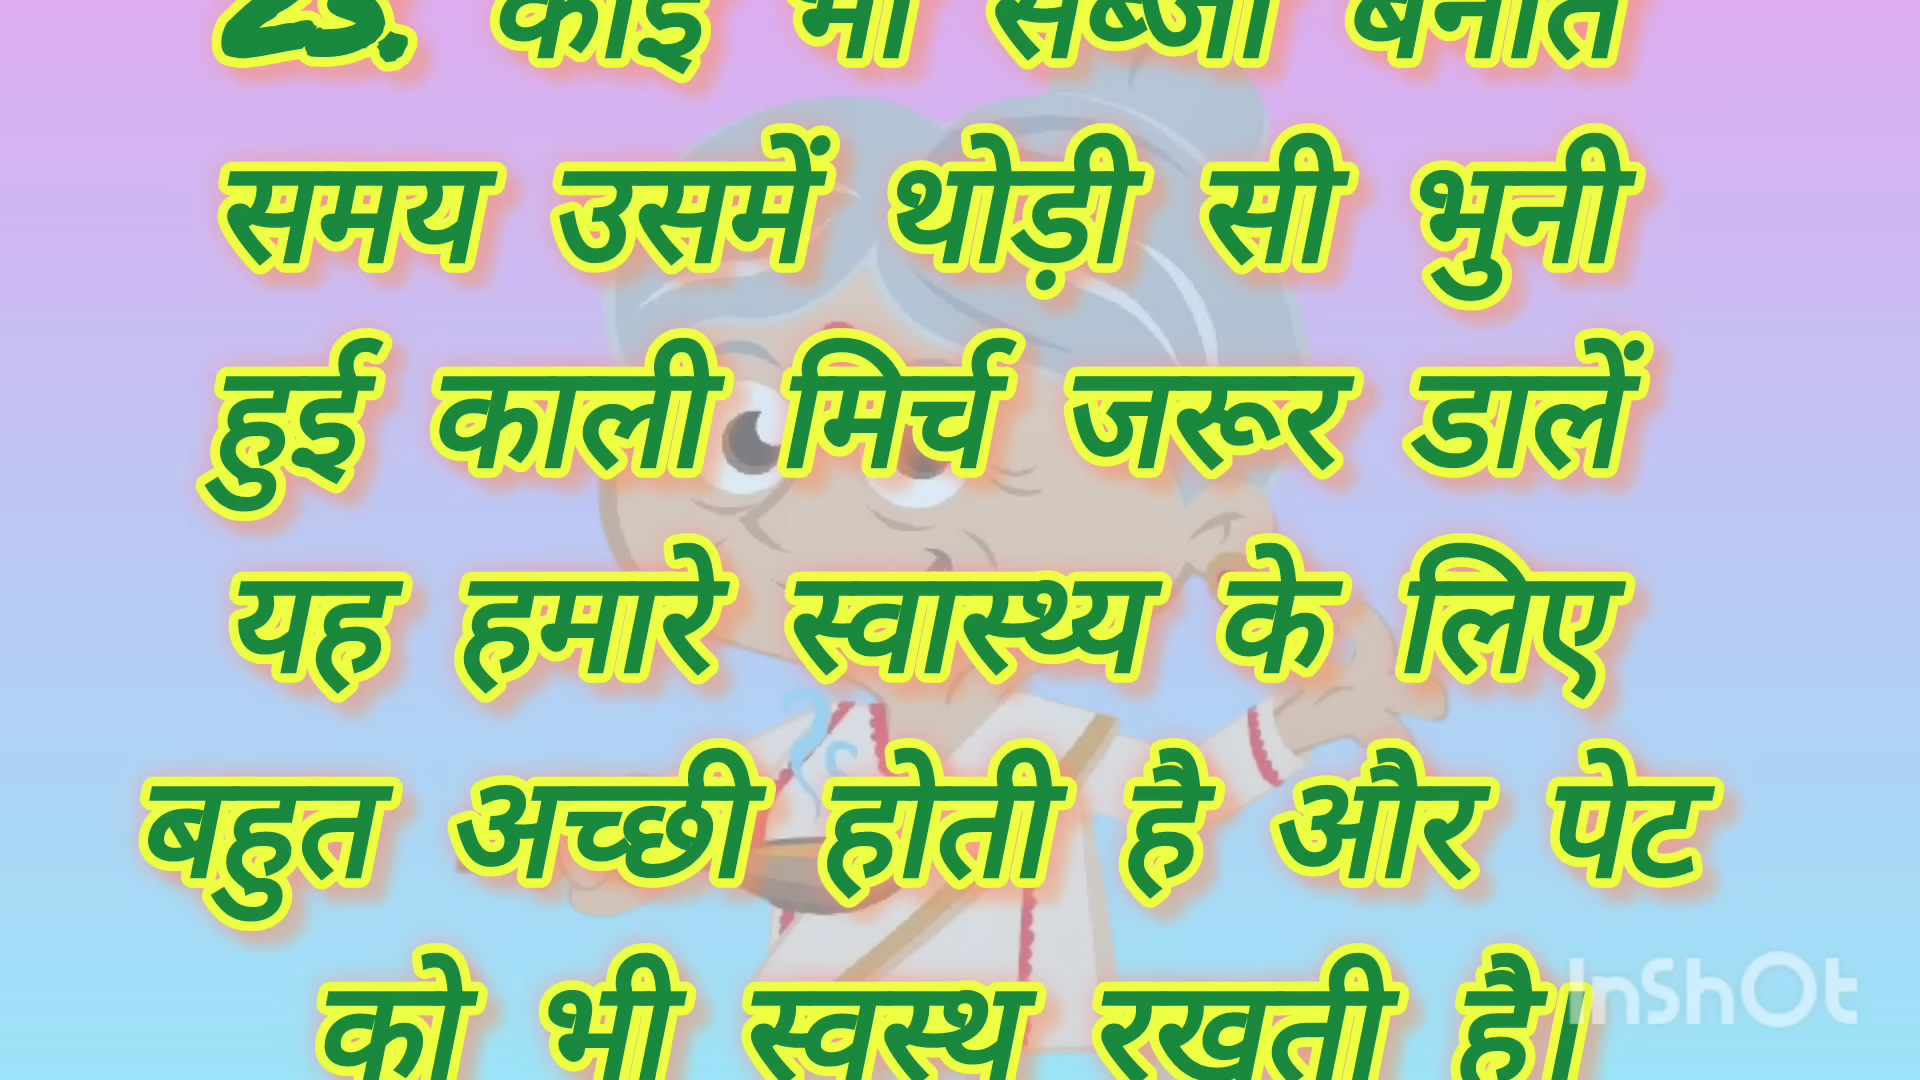 23. कोई भी सब्जी बनाते
समय उसमें थोड़ी सी भुनी
हुई काली मिर्च जरूर डालें
यह हमारे स्वास्थ्य के लिए
बहुत अच्छी होती है और पेट
को भी स्वस्थ रखती है।
InShOt